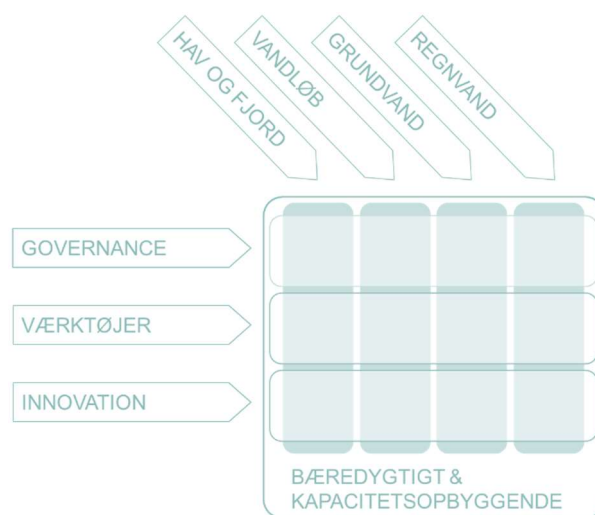 HAV OG FJORD
VANDLØB
GRUNDVAND
REGNVAND
GOVERNANCE
VÆRKTØJER
INNOVATION
BÆREDYGTIGT &
KAPACITETSOPBYGGENDE